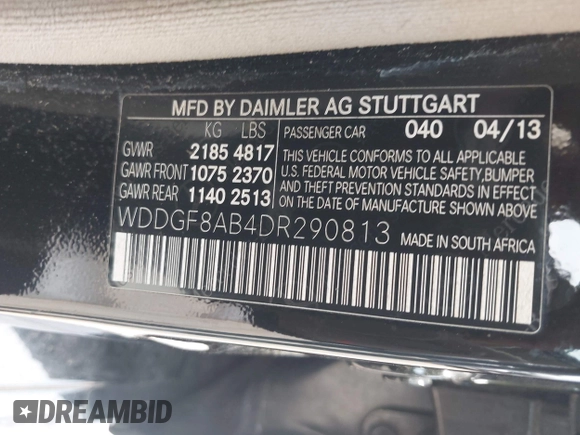 MFD BY DAIMLER AG STUTTGART
KG LBS
GVWR 2185 4817
GAWR FRONT 1075 2370
GAWR REAR 1140 2513
PASSENGER CAR 040 04/13
THIS VEHICLE CONFORMS TO ALL APPLICABLE
U.S. FEDERAL MOTOR VEHICLE SAFETY, BUMPER
AND THEFT PREVENTION STANDARDS IN EFFECT
ON THE DATE OF MANUFACTURE SHOWN ABOVE.
WDDGF8AB4DR290813
MADE IN SOUTH AFRICA
DREAMBID